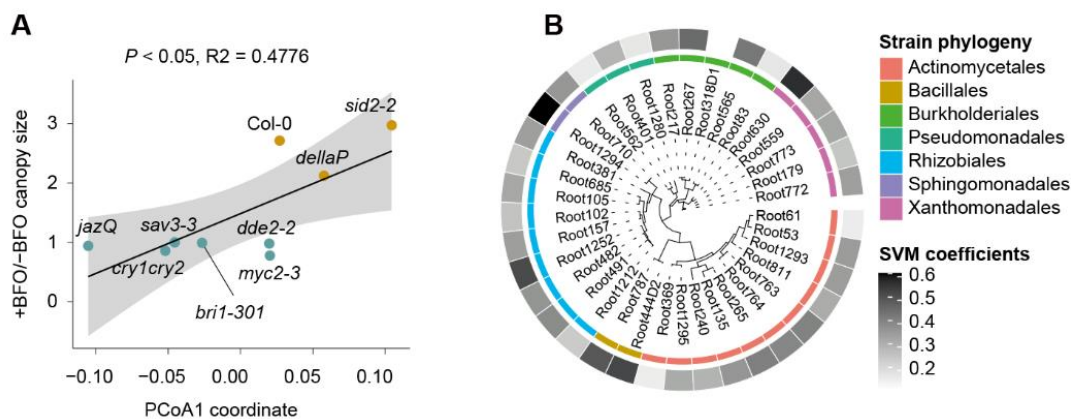 A
P < 0.05, R2 = 0.4776
+BFO/−BFO canopy size
3
2
1
0
sid2-2
Col-0
dellaP
jazQ
sav3-3
dde2-2
cry1cry2
myc2-3
bri1-301
−0.10
−0.05
0.00
0.05
0.10
PCoA1 coordinate
B
Root61
Root53
Root1293
Root811
Root763
Root764
Root265
Root135
Root240
Root1295
Root369
Root444D2
Root787
Root1212
Root491
Root482
Root1252
Root157
Root102
Root105
Root685
Root381
Root1294
Root710
Root562
Root401
Root1280
Root217
Root267
Root318D1
Root565
Root83
Root630
Root559
Root773
Root179
Root772
Strain phylogeny
Actinomycetales
Bacillales
Burkholderiales
Pseudomonadales
Rhizobiales
Sphingomonadales
Xanthomonadales
SVM coefficients
0.6
0.5
0.4
0.3
0.2